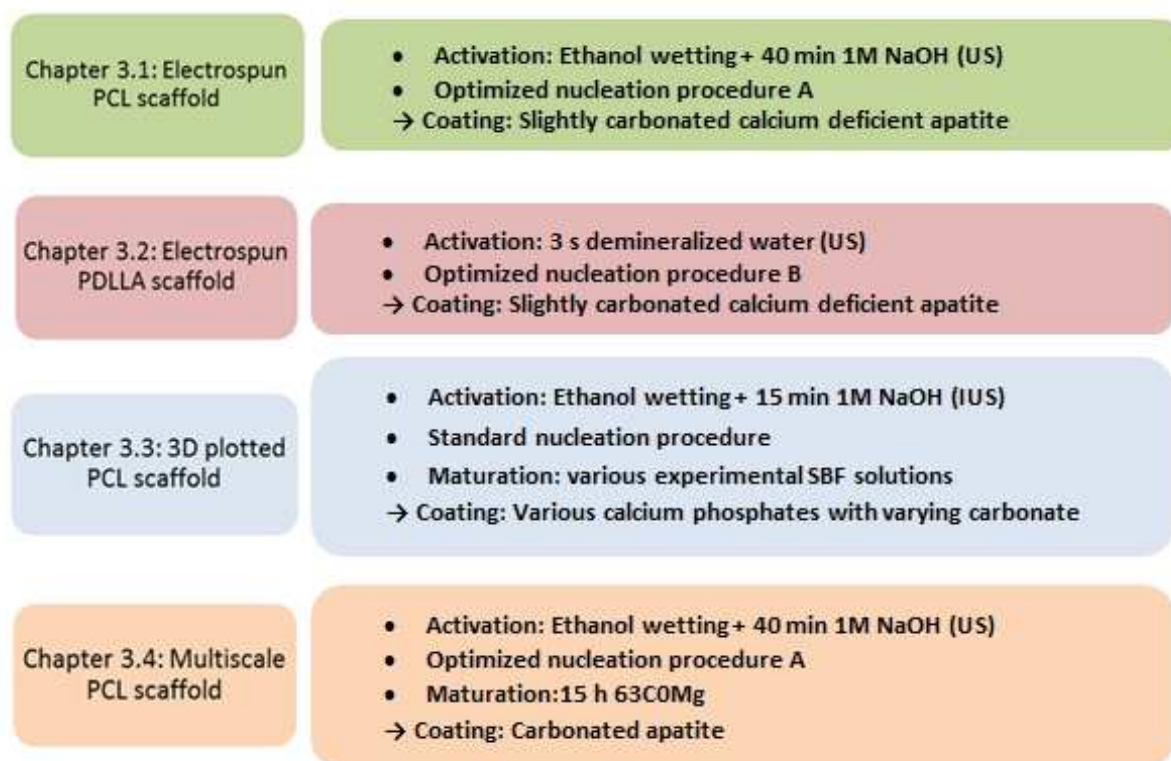 Chapter 3.1: Electrospun
PCL scaffold
• Activation: Ethanol wetting + 40 min 1M NaOH (US)
• Optimized nucleation procedure A
→ Coating: Slightly carbonated calcium deficient apatite
Chapter 3.2: Electrospun
PDLLA scaffold
• Activation: 3 s demineralized water (US)
• Optimized nucleation procedure B
→ Coating: Slightly carbonated calcium deficient apatite
Chapter 3.3: 3D plotted
PCL scaffold
• Activation: Ethanol wetting + 15 min 1M NaOH (IUS)
• Standard nucleation procedure
• Maturation: various experimental SBF solutions
→ Coating: Various calcium phosphates with varying carbonate
Chapter 3.4: Multiscale
PCL scaffold
• Activation: Ethanol wetting + 40 min 1M NaOH (US)
• Optimized nucleation procedure A
• Maturation:15 h 63C0Mg
→ Coating: Carbonated apatite